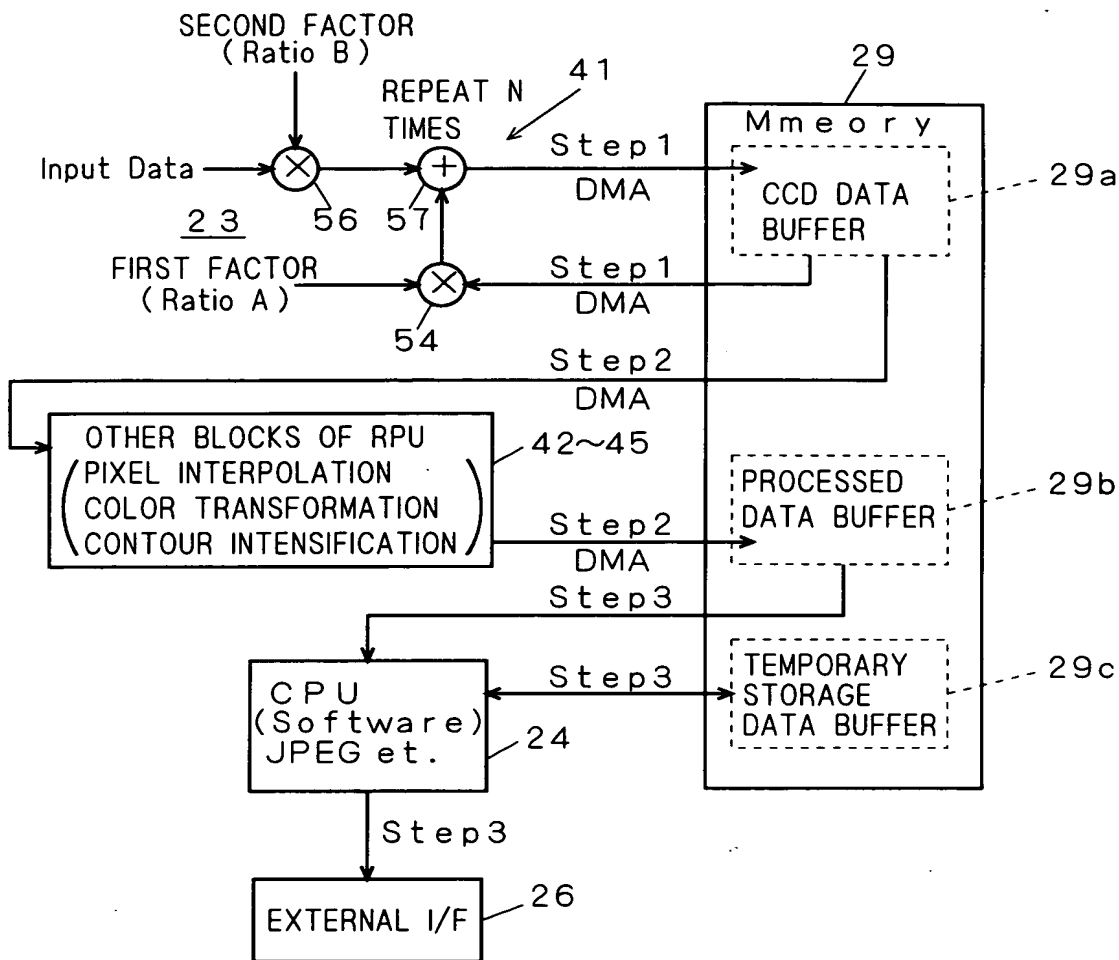 SECOND FACTOR
(Ratio B)
REPEAT N
TIMES
41
29
Mmeory
Input Data
56
57
Step1
DMA
CCD DATA
BUFFER
29a
23
FIRST FACTOR
(Ratio A)
54
Step1
DMA
Step2
DMA
OTHER BLOCKS OF RPU
PIXEL INTERPOLATION
COLOR TRANSFORMATION
CONTOUR INTENSIFICATION
42~45
Step2
DMA
PROCESSED
DATA BUFFER
29b
Step3
CPU
(Software)
JPEG et.
24
Step3
TEMPORARY
STORAGE
DATA BUFFER
29c
Step3
EXTERNAL I/F
26